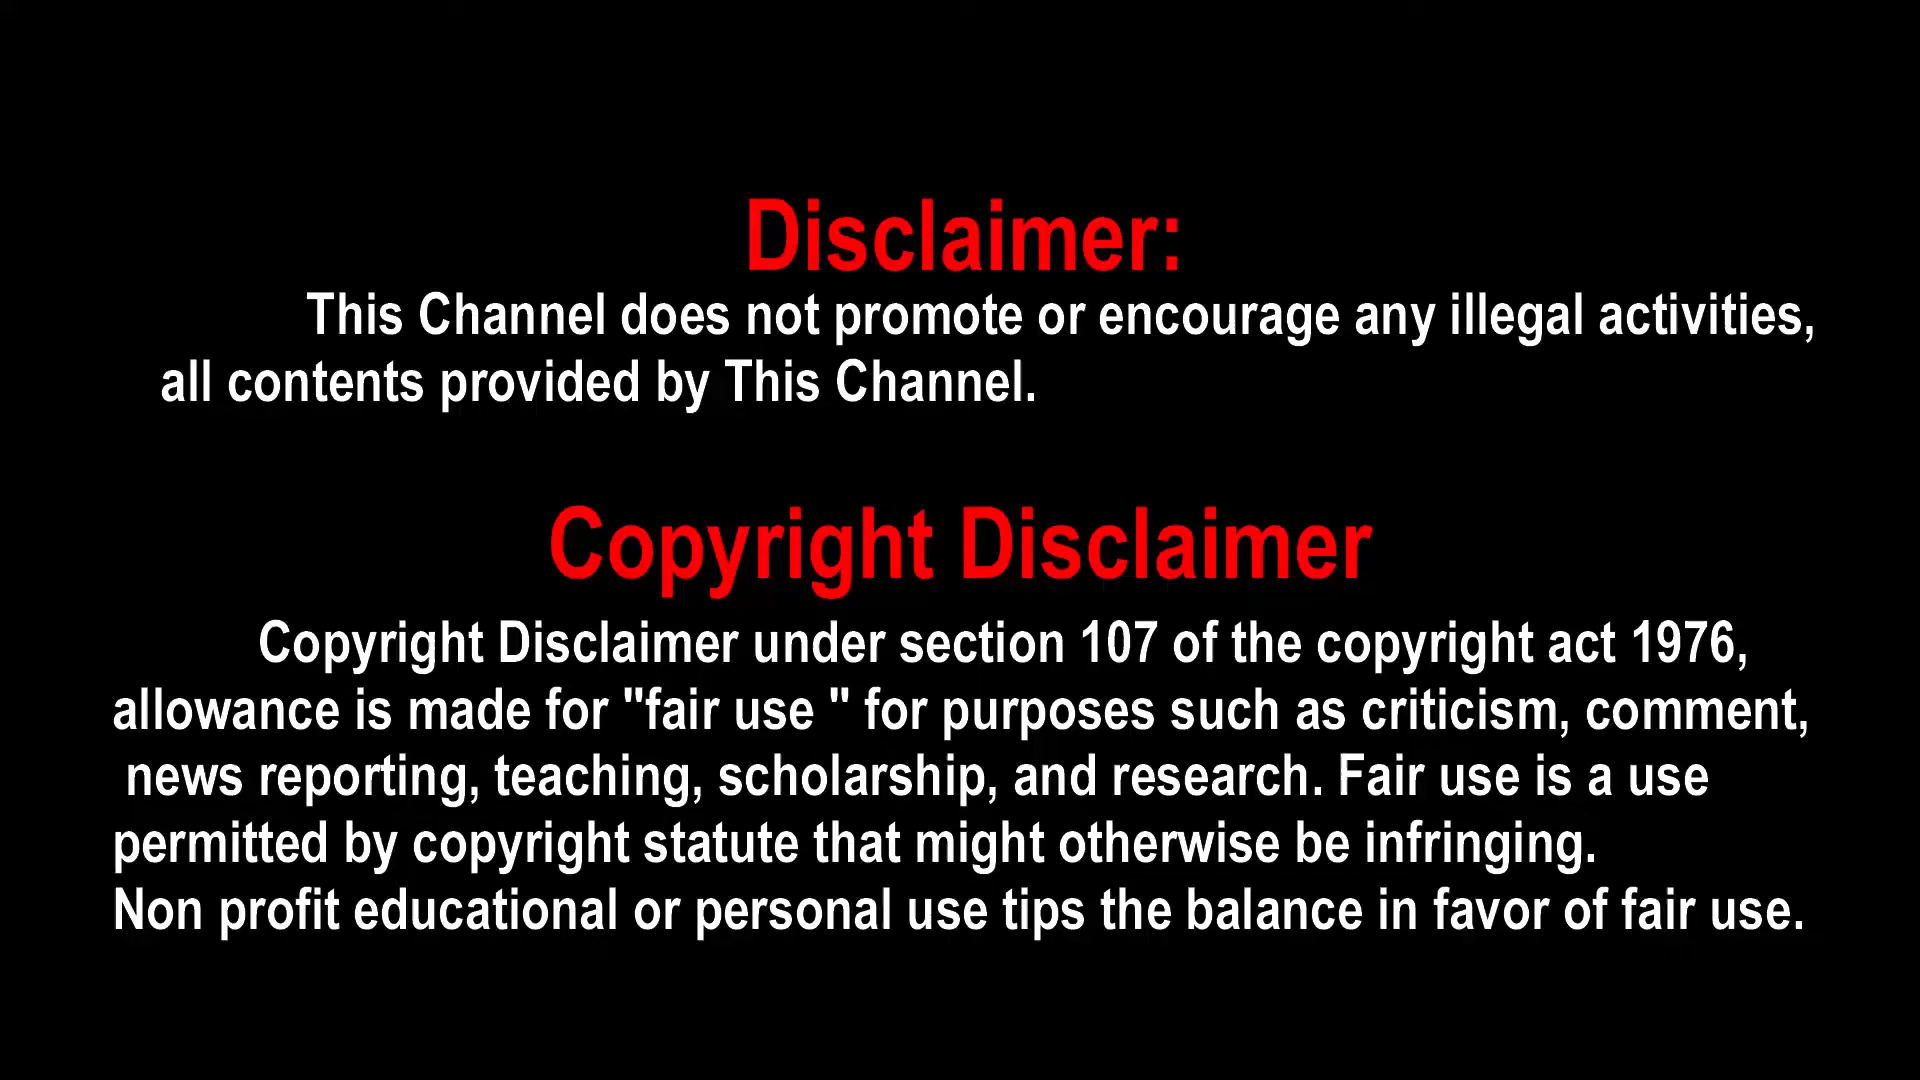 Disclaimer:
This Channel does not promote or encourage any illegal activities,
all contents provided by This Channel.
Copyright Disclaimer
Copyright Disclaimer under section 107 of the copyright act 1976,
allowance is made for "fair use " for purposes such as criticism, comment,
news reporting, teaching, scholarship, and research. Fair use is a use
permitted by copyright statute that might otherwise be infringing.
Non profit educational or personal use tips the balance in favor of fair use.